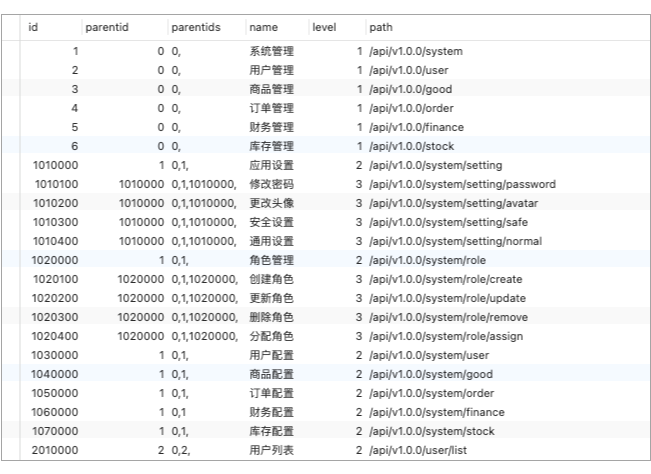 id parentid parentids name level path
1 0 0, 系统管理 1 /api/v1.0.0/system
2 0 0, 用户管理 1 /api/v1.0.0/user
3 0 0, 商品管理 1 /api/v1.0.0/good
4 0 0, 订单管理 1 /api/v1.0.0/order
5 0 0, 财务管理 1 /api/v1.0.0/finance
6 0 0, 库存管理 1 /api/v1.0.0/stock
1010000 1 0,1, 应用设置 2 /api/v1.0.0/system/setting
1010100 1010000 0,1,1010000, 修改密码 3 /api/v1.0.0/system/setting/password
1010200 1010000 0,1,1010000, 更改头像 3 /api/v1.0.0/system/setting/avatar
1010300 1010000 0,1,1010000, 安全设置 3 /api/v1.0.0/system/setting/safe
1010400 1010000 0,1,1010000, 通用设置 3 /api/v1.0.0/system/setting/normal
1020000 1 0,1, 角色管理 2 /api/v1.0.0/system/role
1020100 1020000 0,1,1020000, 创建角色 3 /api/v1.0.0/system/role/create
1020200 1020000 0,1,1020000, 更新角色 3 /api/v1.0.0/system/role/update
1020300 1020000 0,1,1020000, 删除角色 3 /api/v1.0.0/system/role/remove
1020400 1020000 0,1,1020000, 分配角色 3 /api/v1.0.0/system/role/assign
1030000 1 0,1, 用户配置 2 /api/v1.0.0/system/user
1040000 1 0,1, 商品配置 2 /api/v1.0.0/system/good
1050000 1 0,1, 订单配置 2 /api/v1.0.0/system/order
1060000 1 0,1 财务配置 2 /api/v1.0.0/system/finance
1070000 1 0,1, 库存配置 2 /api/v1.0.0/system/stock
2010000 2 0,2, 用户列表 2 /api/v1.0.0/user/list